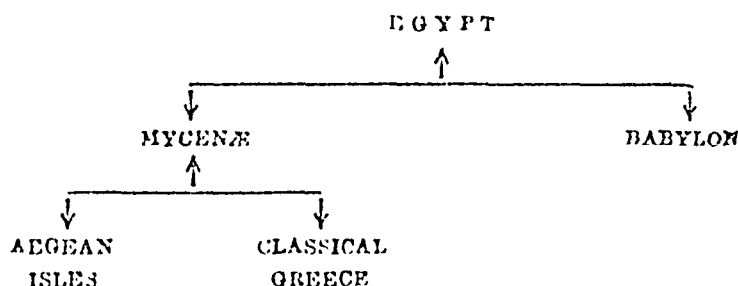 EGYPT
MYCENÆ BABYLON
AEGEAN CLASSICAL
ISLES GREECE